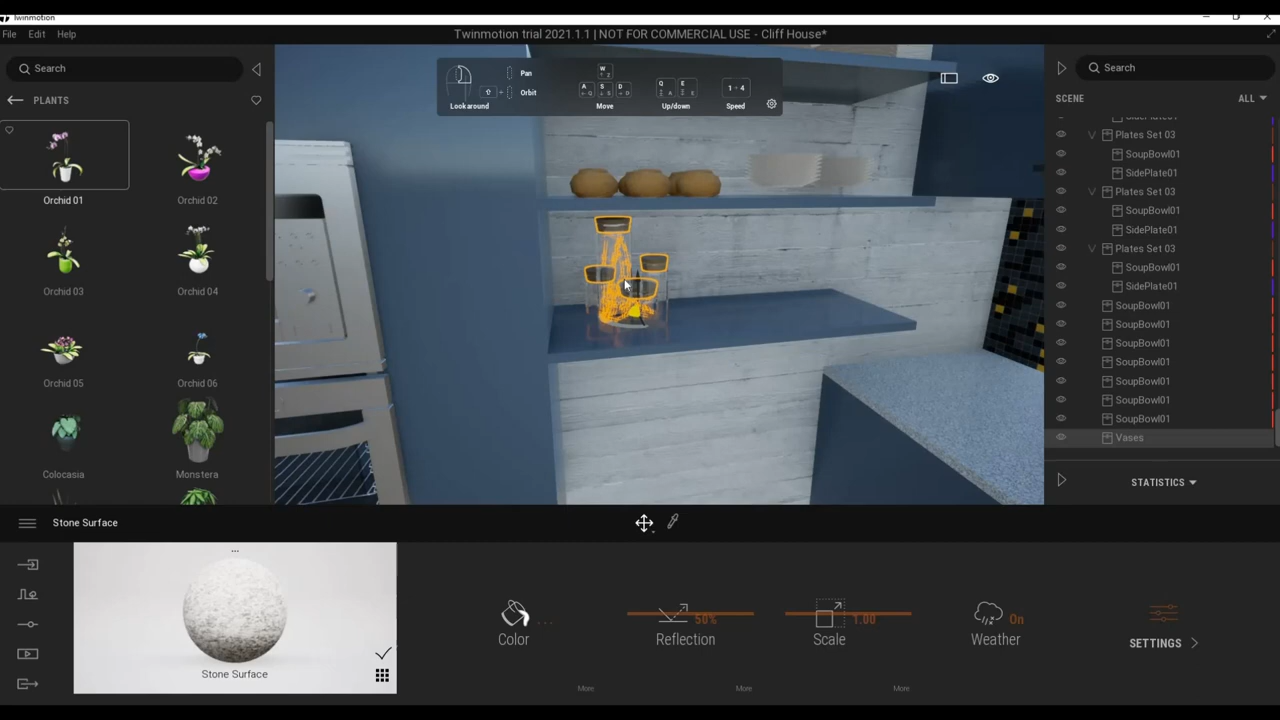 Twinmotion
File Edit Help
Twinmotion trial 2021.1.1 | NOT FOR COMMERCIAL USE - Cliff House*
Search
PLANTS
Orchid 01
Orchid 02
Orchid 03
Orchid 04
Orchid 05
Orchid 06
Colocasia
Monstera
Look around
Pan
Orbit
W
A S D
Move
Q E
Up/down
1 - 4
Speed
Search
SCENE
ALL
SidePlate01
Plates Set 03
SoupBowl01
SidePlate01
Plates Set 03
SoupBowl01
SidePlate01
Plates Set 03
SoupBowl01
SidePlate01
SoupBowl01
SoupBowl01
SoupBowl01
SoupBowl01
SoupBowl01
SoupBowl01
SoupBowl01
Vases
STATISTICS
Stone Surface
...
Stone Surface
Color ...
Reflection 50%
Scale 1.00
Weather On
SETTINGS
More
More
More